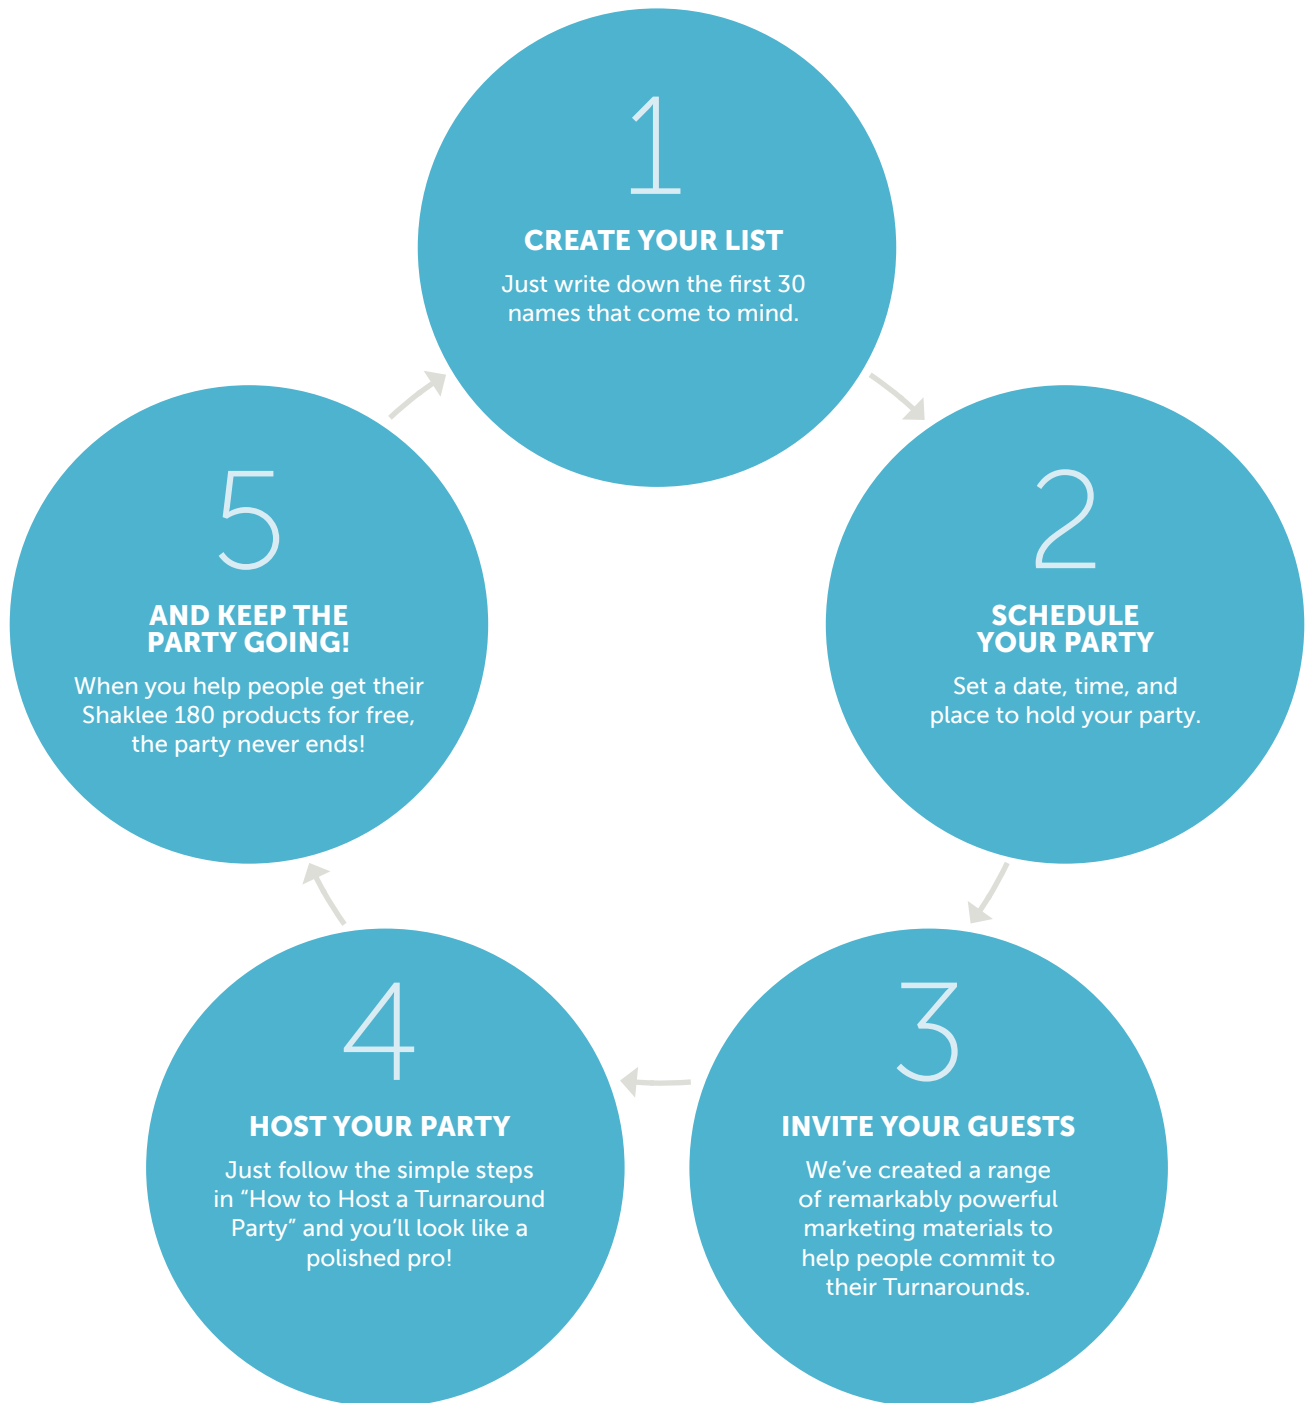 1
CREATE YOUR LIST
Just write down the first 30
names that come to mind.
2
SCHEDULE
YOUR PARTY
Set a date, time, and
place to hold your party.
3
INVITE YOUR GUESTS
We’ve created a range
of remarkably powerful
marketing materials to
help people commit to
their Turnarounds.
4
HOST YOUR PARTY
Just follow the simple steps
in “How to Host a Turnaround
Party” and you’ll look like a
polished pro!
5
AND KEEP THE
PARTY GOING!
When you help people get their
Shaklee 180 products for free,
the party never ends!